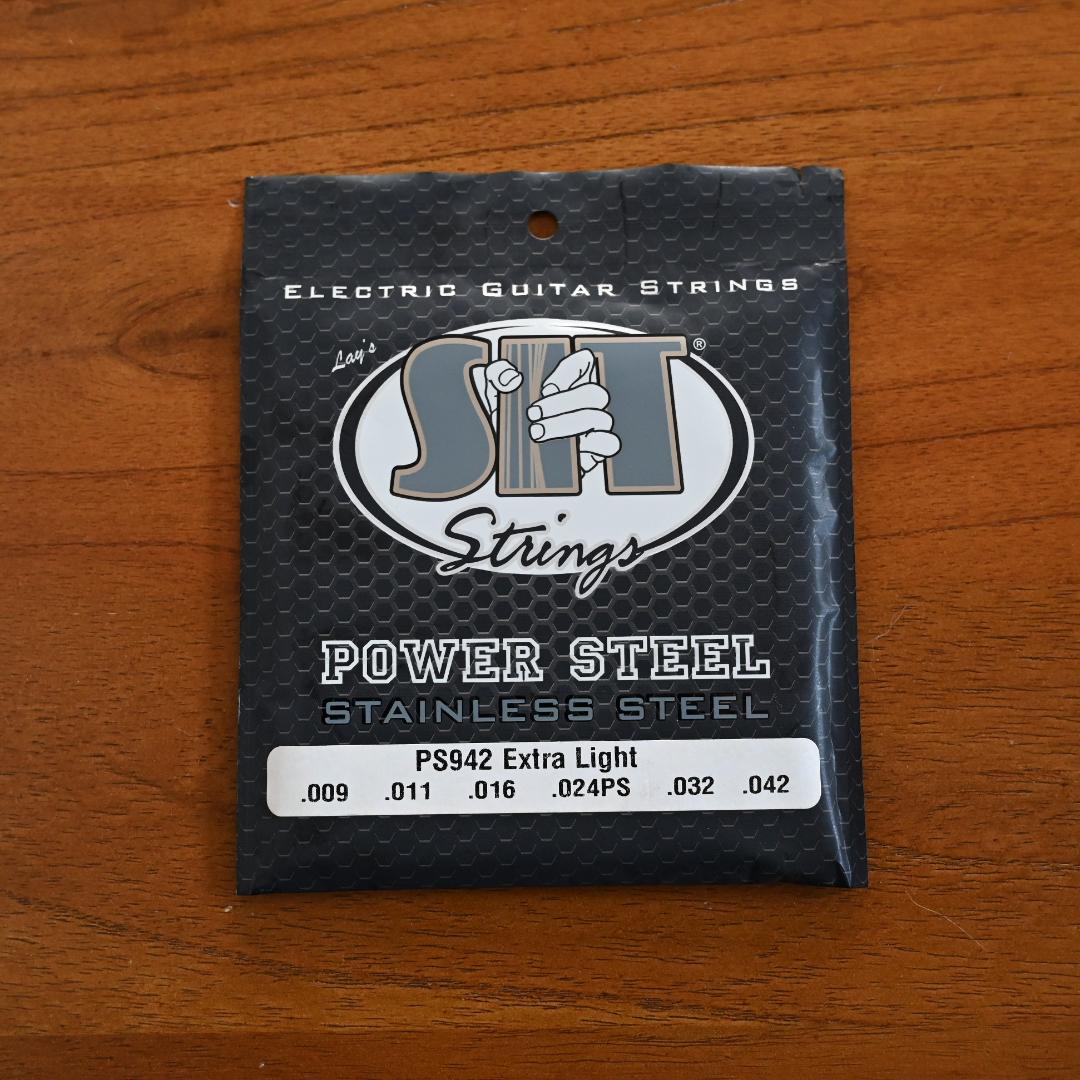 ELECTRIC GUITAR STRINGS
Lay's
SIT®
Strings
POWER STEEL
STAINLESS STEEL
PS942 Extra Light
.009 .011 .016 .024PS .032 .042